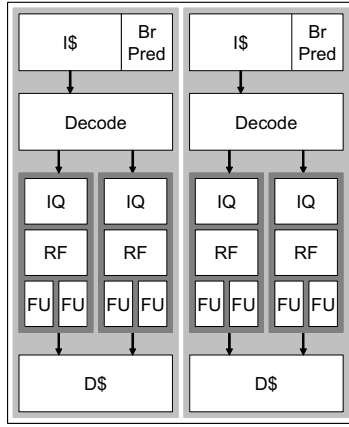 I$ Br Pred I$ Br Pred
Decode Decode
IQ IQ IQ IQ
RF RF RF RF
FU FU FU FU FU FU FU FU
D$ D$